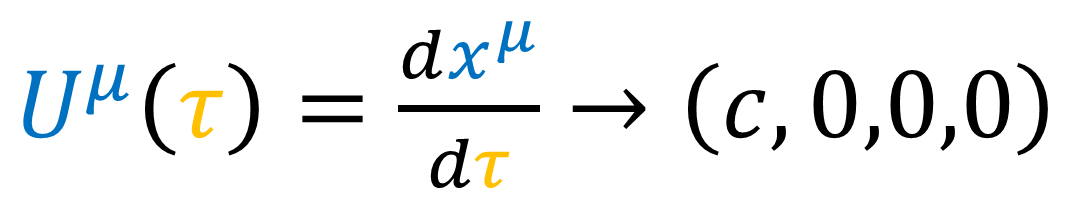 U^μ(τ) = dx^μ/dτ → (c, 0,0,0)